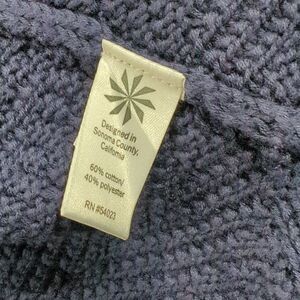 Designed in
Sonoma County,
California
60% cotton/
40% polyester
RN #54023